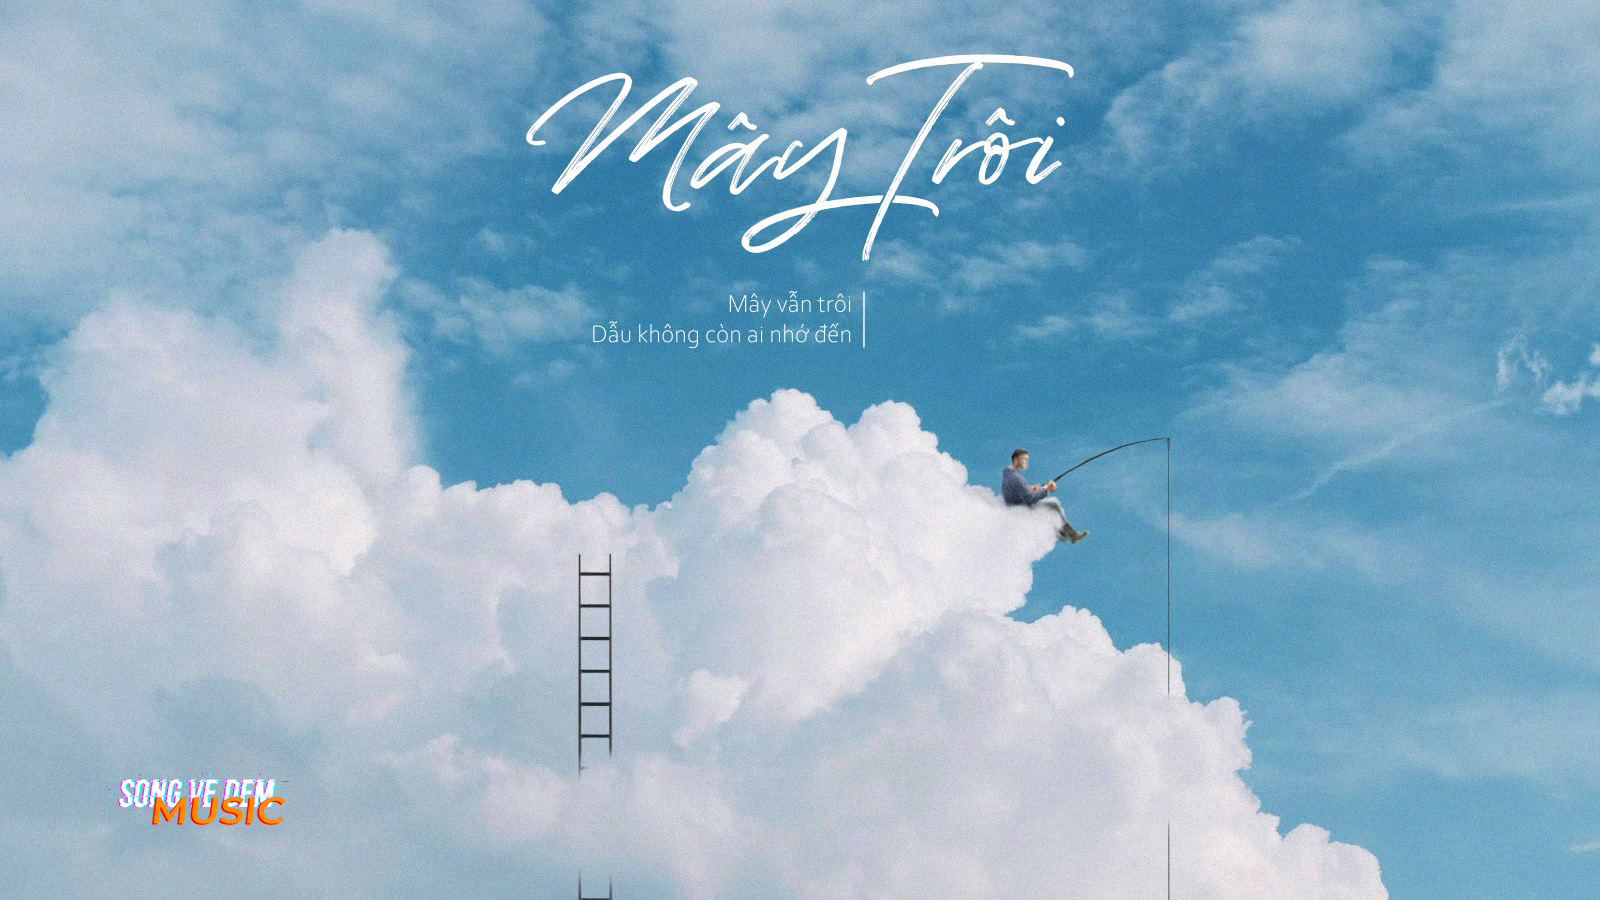 Mây Trôi
Mây vẫn trôi
Dẫu không còn ai nhớ đến
SONG VE DEM
MUSIC